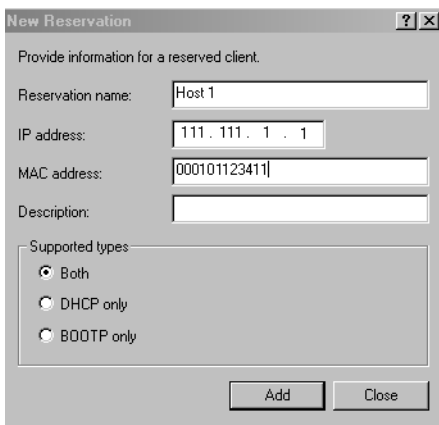 New Reservation ? X
Provide information for a reserved client.
Reservation name: Host 1
IP address: 111 . 111 . 1 . 1
MAC address: 000101123411
Description:
Supported types
Both
DHCP only
BOOTP only
Add Close